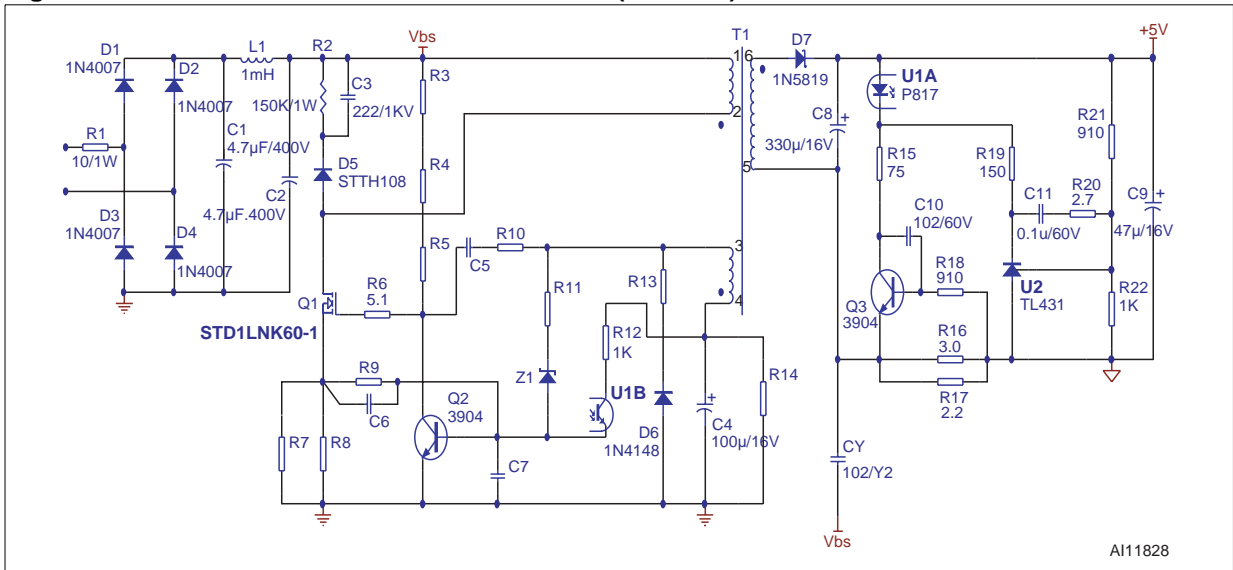 Vbs
T1
+5V
D1
1N4007
D2
1N4007
L1
1mH
R2
150K/1W
C3
222/1KV
R3
1
6
D7
1N5819
U1A
P817
R1
10/1W
C1
4.7µF/400V
2
C8
330µ/16V
R21
910
D5
STTH108
R4
5
R15
75
R19
150
C2
4.7µF.400V
C11
0.1u/60V
R20
2.7
C9
47µ/16V
D3
1N4007
D4
1N4007
C10
102/60V
R5
C5
R10
3
R13
R18
910
U2
TL431
R22
1K
Q1
STD1LNK60-1
R6
5.1
R11
4
Q3
3904
R12
1K
R16
3.0
R9
C6
Z1
U1B
R14
R17
2.2
R7
R8
Q2
3904
C7
D6
1N4148
C4
100µ/16V
CY
102/Y2
Vbs
AI11828